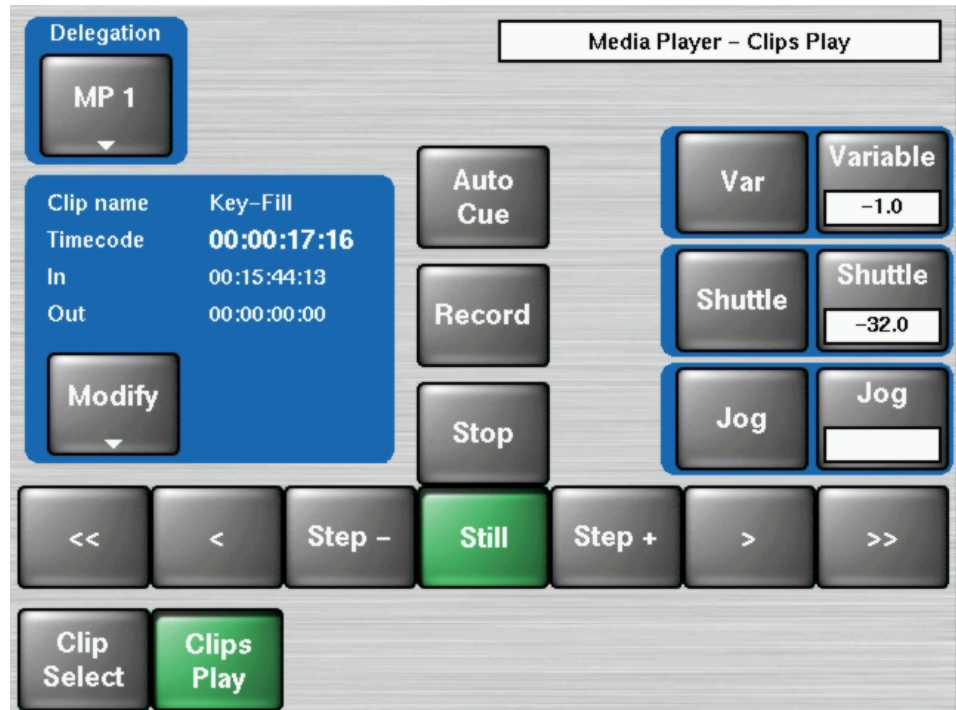 Delegation
MP 1
Media Player – Clips Play
Clip name Key–Fill
Timecode 00:00:17:16
In 00:15:44:13
Out 00:00:00:00
Modify
Auto
Cue
Record
Stop
Var
Variable
–1.0
Shuttle
Shuttle
–32.0
Jog
Jog
<< < Step – Still Step + > >>
Clip
Select
Clips
Play